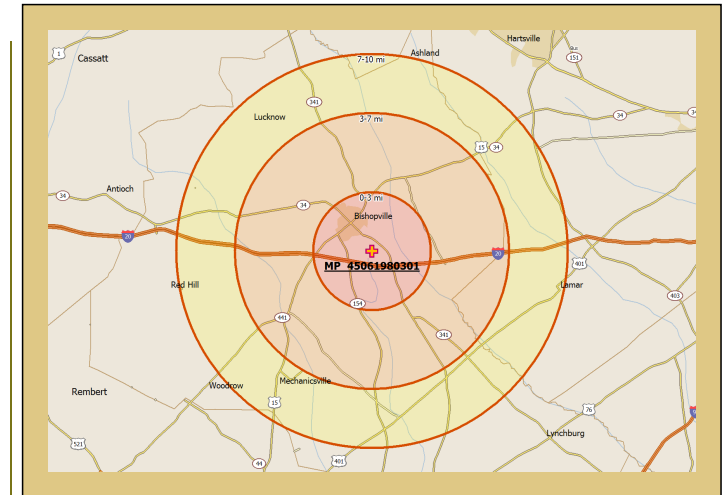 Hartsville
Bus
151
1
Cassatt
Ashland
7-10 mi
341
34
Lucknow
3-7 mi
15
34
Antioch
34
0-3 mi
34
Bishopville
20
20
MP_45061980301
401
Red Hill
Lamar
403
154
441
341
Woodrow
Mechanicsville
Rembert
15
76
Lynchburg
521
44
401